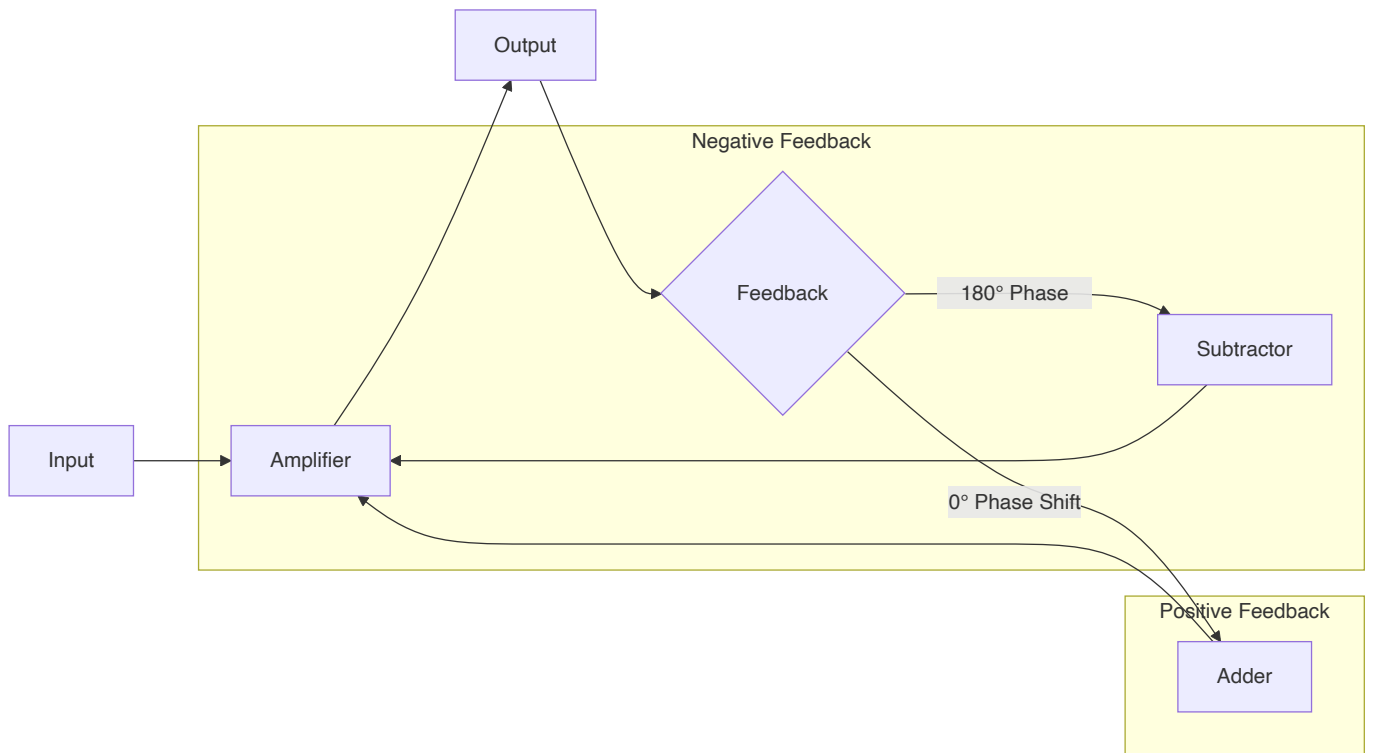 Output
Negative Feedback
Feedback
180° Phase
Subtractor
Input
Amplifier
0° Phase Shift
Positive Feedback
Adder